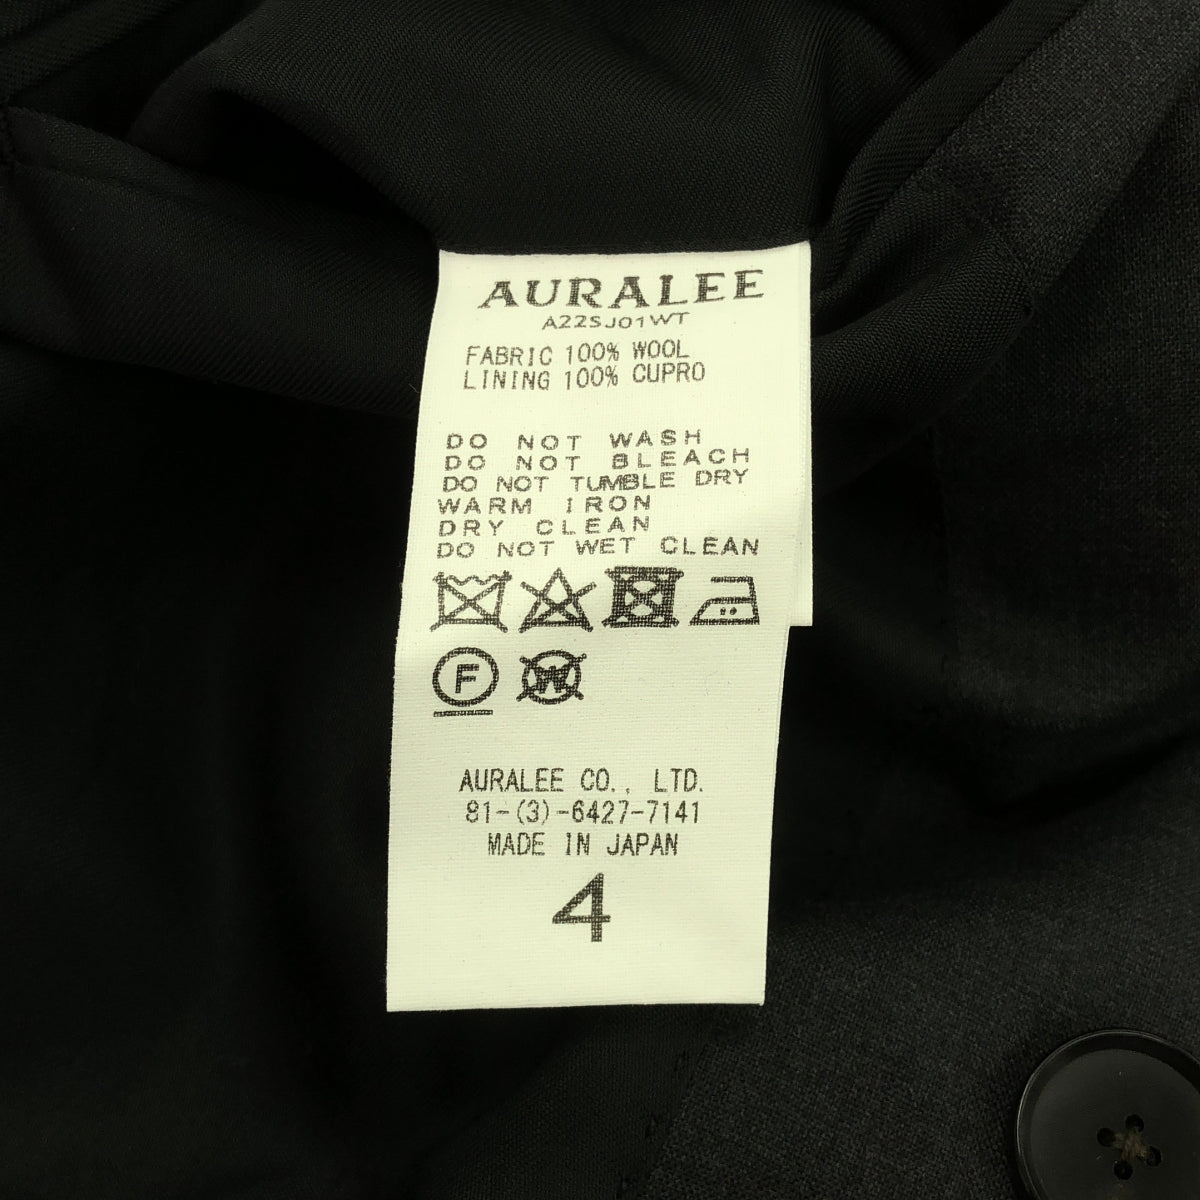 AURALEE
A22SJ01WT
FABRIC 100% WOOL
LINING 100% CUPRO
DO NOT WASH
DO NOT BLEACH
DO NOT TUMBLE DRY
WARM IRON
DRY CLEAN
DO NOT WET CLEAN
F W
AURALEE CO., LTD.
81-(3)-6427-7141
MADE IN JAPAN
4